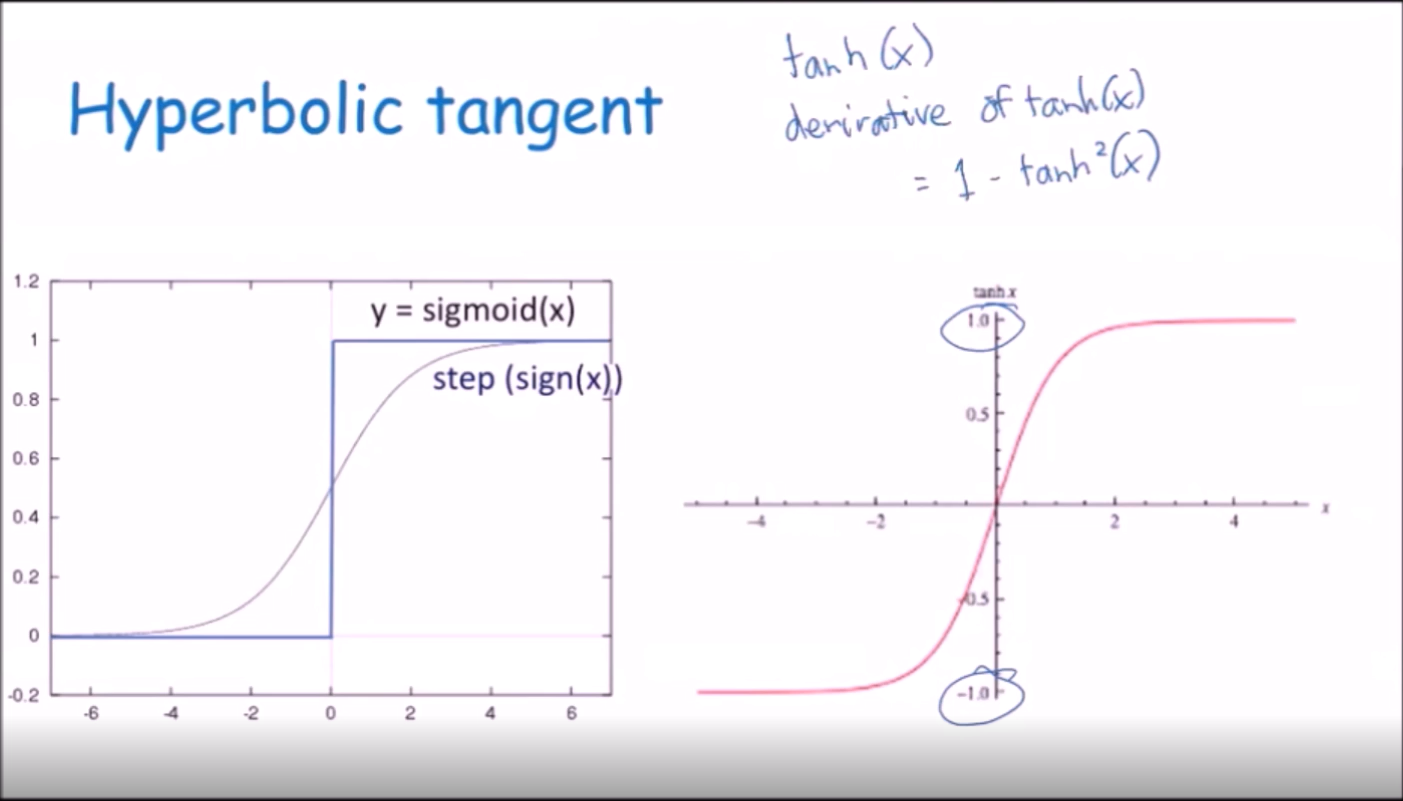 Hyperbolic tangent
tanh(x)
derivative of tanh(x)
= 1 - tanh²(x)
1.2
1
0.8
0.6
0.4
0.2
0
-0.2
-6 -4 -2 0 2 4 6
y = sigmoid(x)
step (sign(x))
tanh x
1.0
0.5
-4 -2 2 4 x
-0.5
-1.0